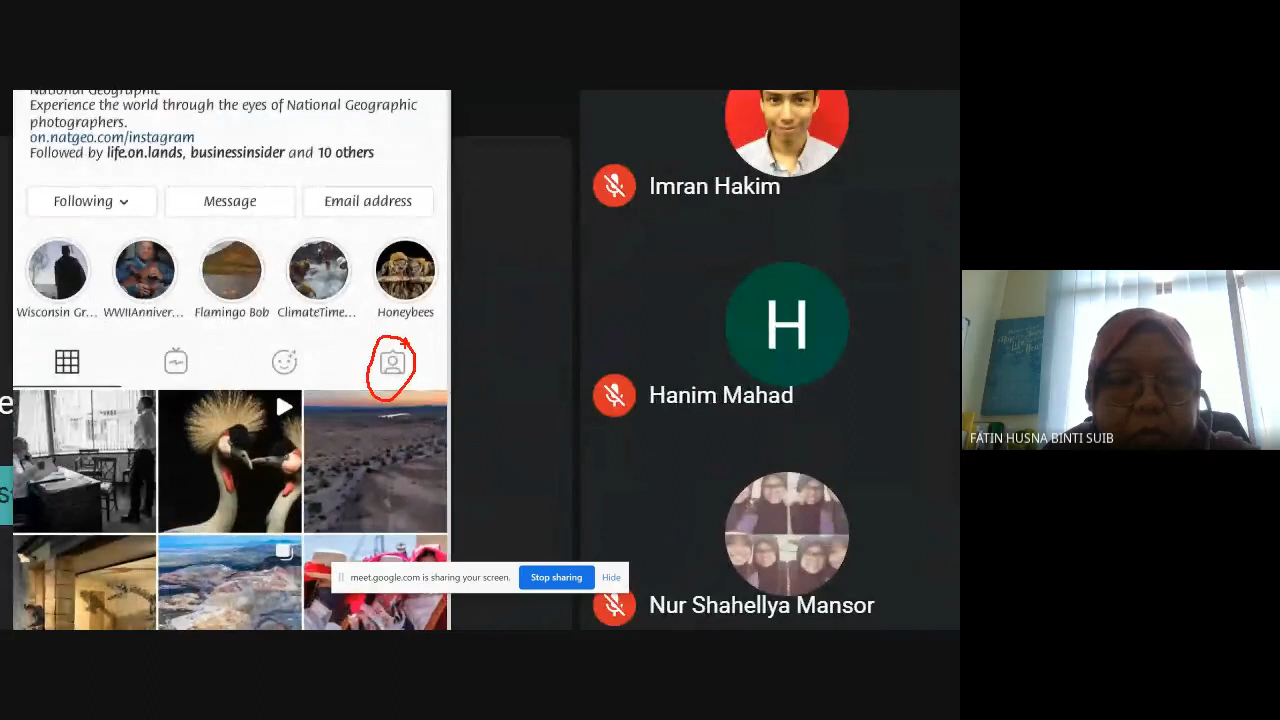 National Geographic
Experience the world through the eyes of National Geographic
photographers.
on.natgeo.com/instagram
Followed by life.on.lands, businessinsider and 10 others
Following
Message
Email address
Wisconsin Gr...
WWIIAnniver...
Flamingo Bob
ClimateTime...
Honeybees
meet.google.com is sharing your screen.
Stop sharing
Hide
Imran Hakim
H
Hanim Mahad
Nur Shahellya Mansor
FATIN HUSNA BINTI SUIB